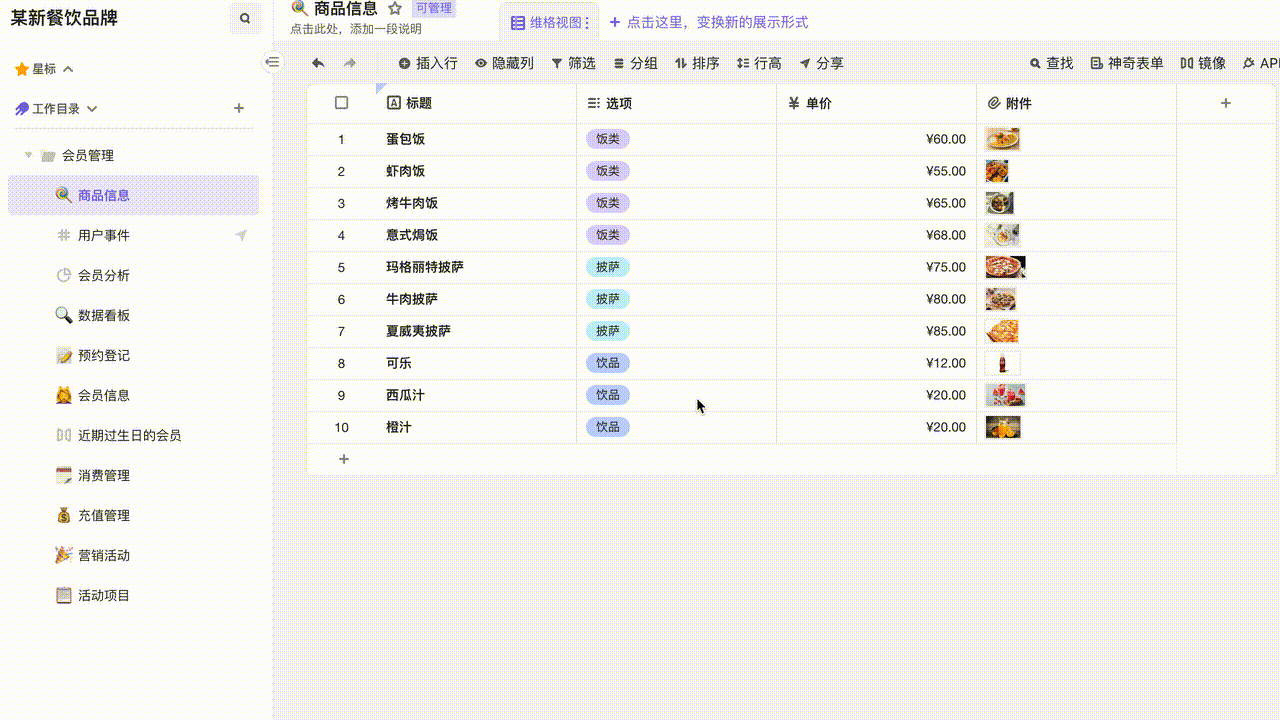 某新餐饮品牌
星标
工作目录
会员管理
商品信息
用户事件
会员分析
数据看板
预约登记
会员信息
近期过生日的会员
消费管理
充值管理
营销活动
活动项目
商品信息 可管理
点击此处，添加一段说明
维格视图 点击这里，变换新的展示形式
插入行 隐藏列 筛选 分组 排序 行高 分享 查找 神奇表单 镜像 API
标题 选项 单价 附件
1 蛋包饭 饭类 ¥60.00
2 虾肉饭 饭类 ¥55.00
3 烤牛肉饭 饭类 ¥65.00
4 意式焗饭 饭类 ¥68.00
5 玛格丽特披萨 披萨 ¥75.00
6 牛肉披萨 披萨 ¥80.00
7 夏威夷披萨 披萨 ¥85.00
8 可乐 饮品 ¥12.00
9 西瓜汁 饮品 ¥20.00
10 橙汁 饮品 ¥20.00